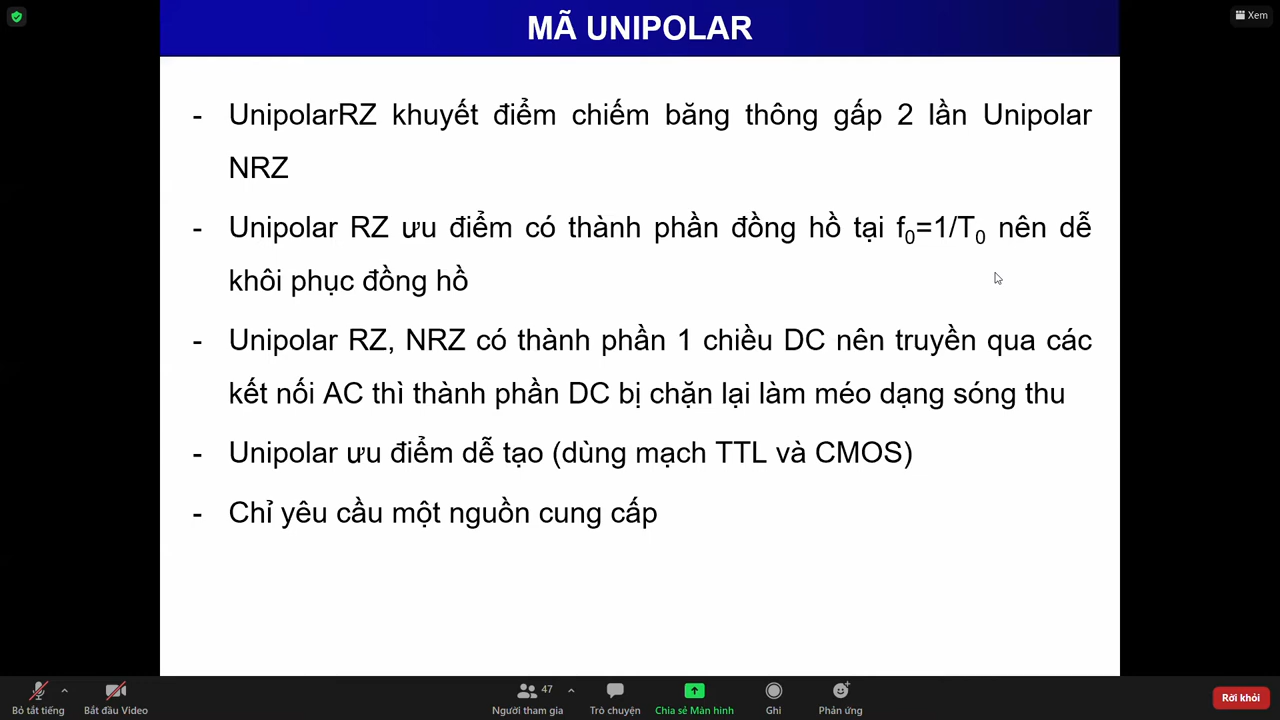 MÃ UNIPOLAR
Xem
- UnipolarRZ khuyết điểm chiếm băng thông gấp 2 lần Unipolar
NRZ
- Unipolar RZ ưu điểm có thành phần đồng hồ tại f₀=1/T₀ nên dễ
khôi phục đồng hồ
- Unipolar RZ, NRZ có thành phần 1 chiều DC nên truyền qua các
kết nối AC thì thành phần DC bị chặn lại làm méo dạng sóng thu
- Unipolar ưu điểm dễ tạo (dùng mạch TTL và CMOS)
- Chỉ yêu cầu một nguồn cung cấp
Bỏ tắt tiếng
Bắt đầu Video
47
Người tham gia
Trò chuyện
Chia sẻ Màn hình
Ghi
Phản ứng
Rời khỏi